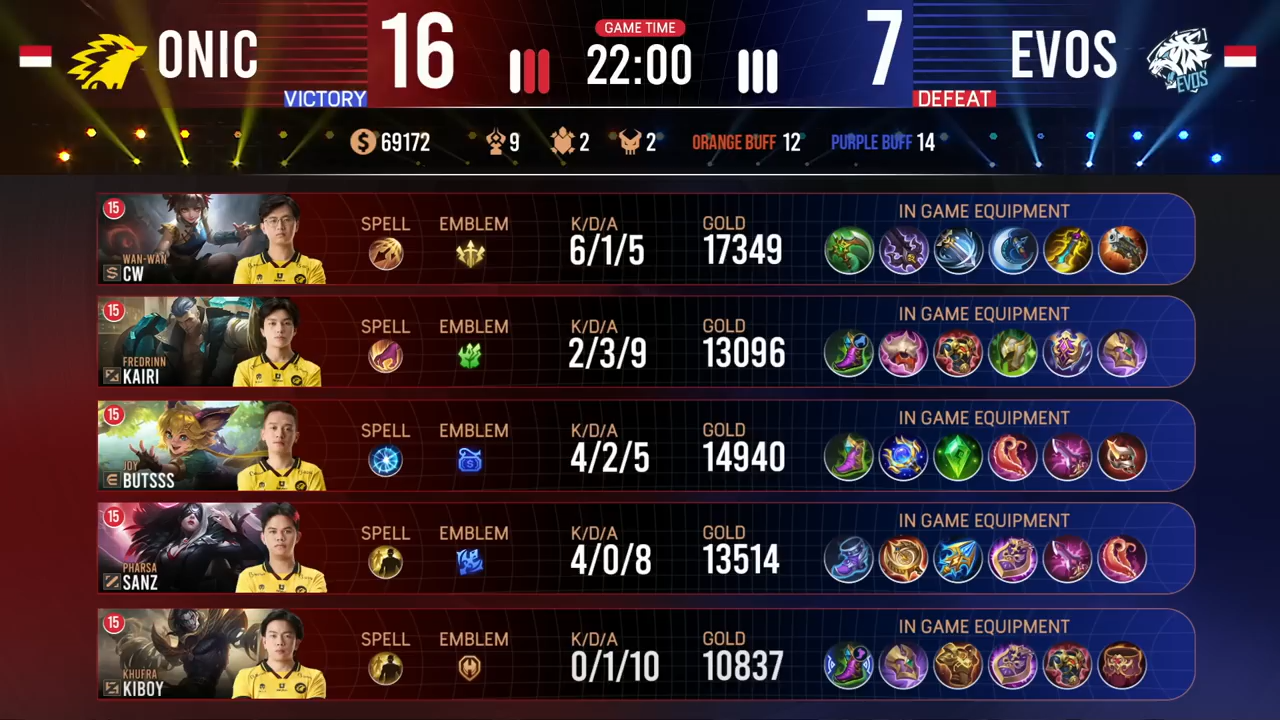 ONIC
16
GAME TIME
22:00
7
EVOS
EVOS
VICTORY
DEFEAT
$ 69172
9
2
2
ORANGE BUFF 12
PURPLE BUFF 14
15
WAN-WAN
CW
SPELL
EMBLEM
K/D/A
6/1/5
GOLD
17349
IN GAME EQUIPMENT
15
FREDRINN
KAIRI
SPELL
EMBLEM
K/D/A
2/3/9
GOLD
13096
IN GAME EQUIPMENT
15
JOY
BUTSSS
SPELL
EMBLEM
K/D/A
4/2/5
GOLD
14940
IN GAME EQUIPMENT
15
PHARSA
SANZ
SPELL
EMBLEM
K/D/A
4/0/8
GOLD
13514
IN GAME EQUIPMENT
15
KHUFRA
KIBOY
SPELL
EMBLEM
K/D/A
0/1/10
GOLD
10837
IN GAME EQUIPMENT